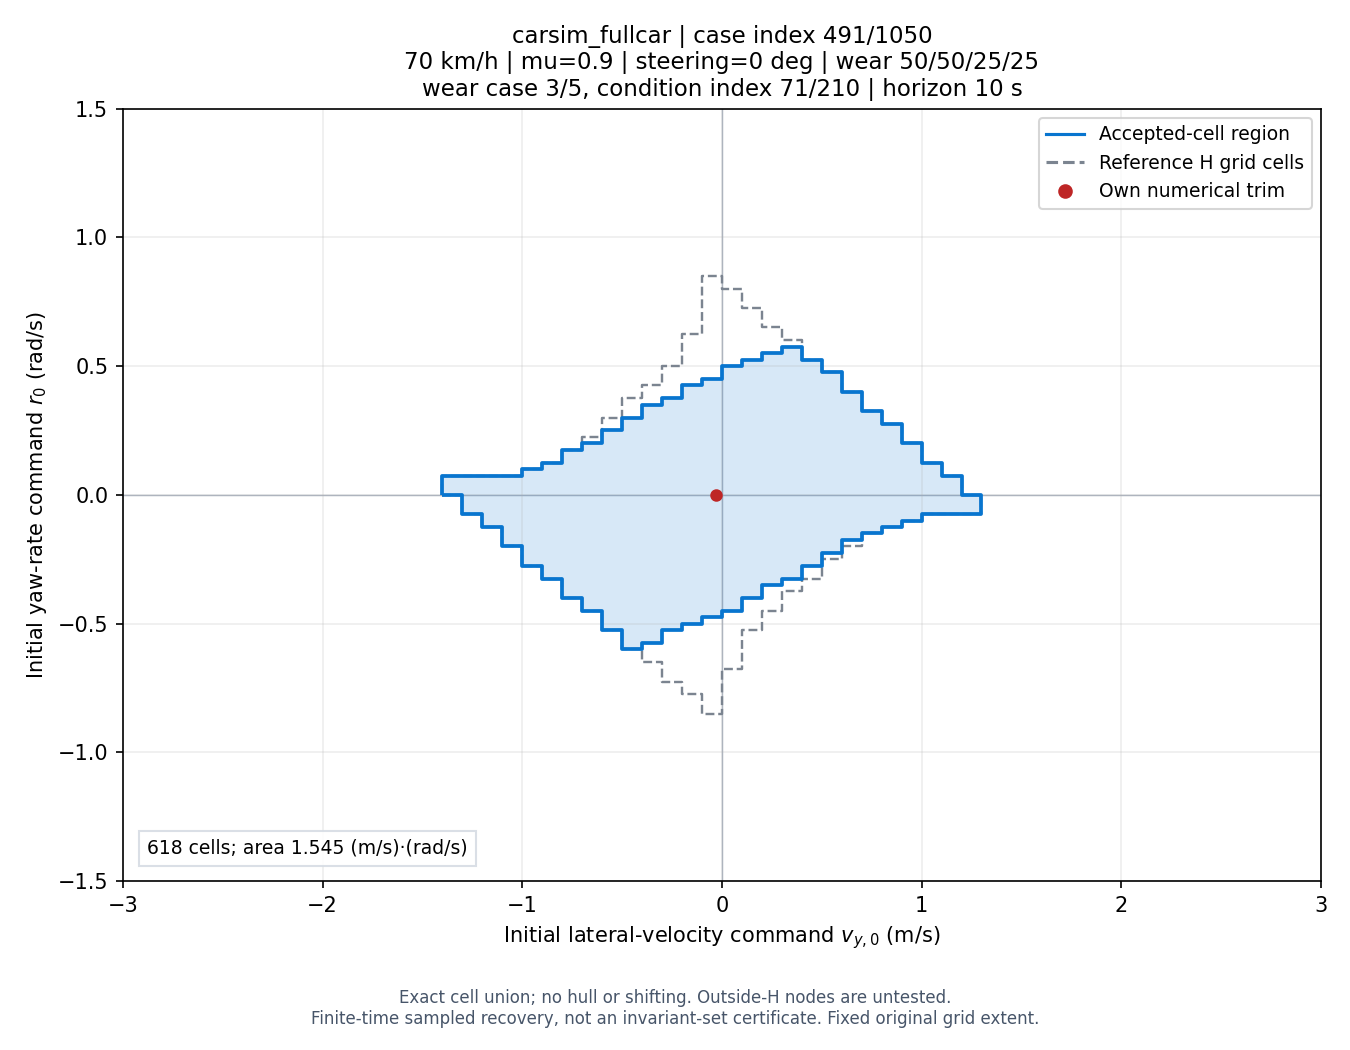 carsim_fullcar | case index 491/1050
70 km/h | mu=0.9 | steering=0 deg | wear 50/50/25/25
wear case 3/5, condition index 71/210 | horizon 10 s
Accepted-cell region
Reference H grid cells
Own numerical trim
1.5
1.0
0.5
0.0
−0.5
−1.0
−1.5
Initial yaw-rate command r₀ (rad/s)
618 cells; area 1.545 (m/s)·(rad/s)
−3
−2
−1
0
1
2
3
Initial lateral-velocity command v_{y,0} (m/s)
Exact cell union; no hull or shifting. Outside-H nodes are untested.
Finite-time sampled recovery, not an invariant-set certificate. Fixed original grid extent.